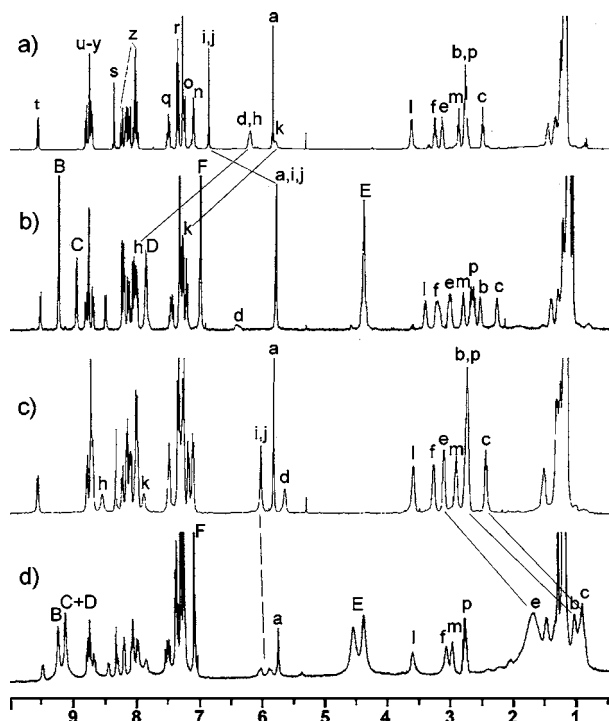 a)
t
u-y
s
z
q
r
o
n
i,j
d,h
a
k
l
f
e
m
b,p
c
b)
B
C
h
D
k
F
d
a,i,j
E
l
f
e
m
p
b
c
c)
h
k
i,j
a
d
l
f
e
m
b,p
c
d)
B
C+D
F
a
E
l
f
m
p
e
b
c
9 8 7 6 5 4 3 2 1